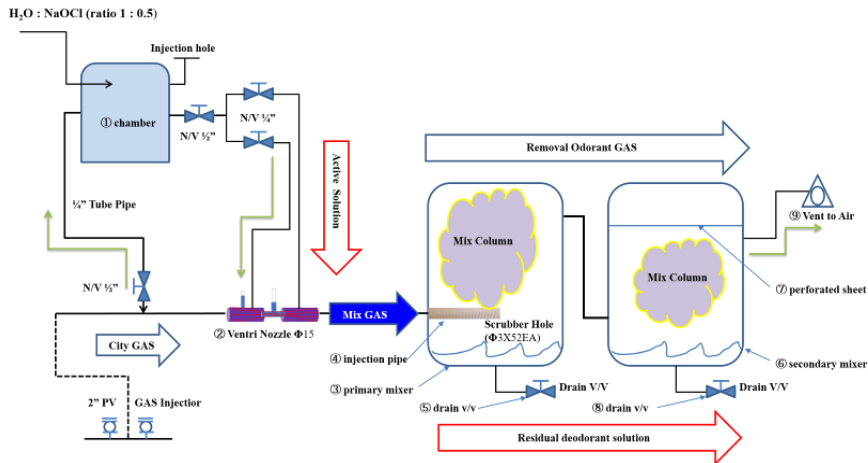 H₂O : NaOCl (ratio 1 : 0.5)
Injection hole
① chamber
N/V ½”
N/V ¼”
¼” Tube Pipe
N/V ½”
Active Solution
Removal Odorant GAS
Mix Column
Mix Column
⑨ Vent to Air
⑦ perforated sheet
② Ventri Nozzle Φ15
Mix GAS
Scrubber Hole
(Φ3X52EA)
City GAS
④ injection pipe
③ primary mixer
⑥ secondary mixer
2” PV
GAS Injectior
Drain V/V
⑤ drain v/v
Drain V/V
⑧ drain v/v
Residual deodorant solution